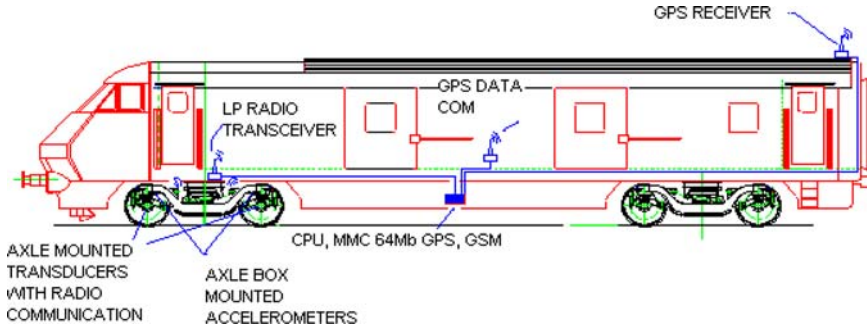 GPS RECEIVER
GPS DATA
COM
LP RADIO
TRANSCEIVER
CPU, MMC 64Mb GPS, GSM
AXLE MOUNTED
TRANSDUCERS
WITH RADIO
COMMUNICATION
AXLE BOX
MOUNTED
ACCELEROMETERS